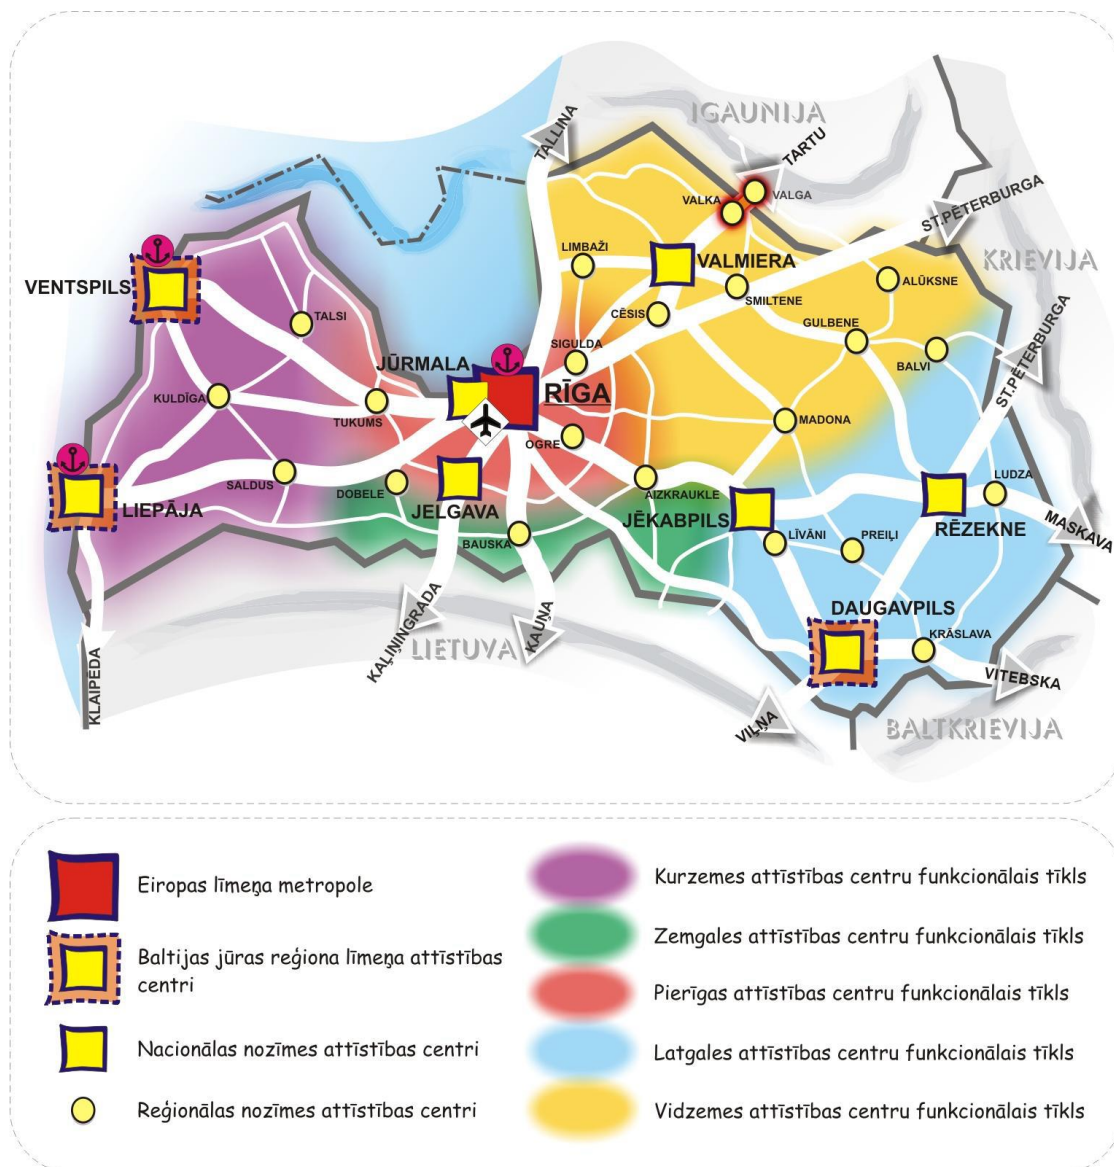 IGAUNIJA
TALLINA
TARTU
VALKA
VALGA
ST.PĒTERBURGA
KRIEVIJA
LIMBAŽI
VALMIERA
VENTSPILS
ALŪKSNE
SMILTENE
TALSI
CĒSIS
GULBENE
ST.PĒTERBURGA
SIGULDA
JŪRMALA
BALVI
RĪGA
KULDĪGA
TUKUMS
MADONA
OGRE
SALDUS
DOBELE
AIZKRAUKLE
LUDZA
LIEPĀJA
JELGAVA
JĒKABPILS
RĒZEKNE
MASKAVA
BAUSKA
LĪVĀNI
PREIĻI
DAUGAVPILS
KRĀSLAVA
KAĻIŅINGRADA
LIETUVA
KAUŅA
KLAIPĒDA
VITEBSKA
VIĻŅA
BALTKRIEVIJA
Eiropas līmeņa metropole
Baltijas jūras reģiona līmeņa attīstības
centri
Nacionālas nozīmes attīstības centri
Reģionālas nozīmes attīstības centri
Kurzemes attīstības centru funkcionālais tīkls
Zemgales attīstības centru funkcionālais tīkls
Pierīgas attīstības centru funkcionālais tīkls
Latgales attīstības centru funkcionālais tīkls
Vidzemes attīstības centru funkcionālais tīkls